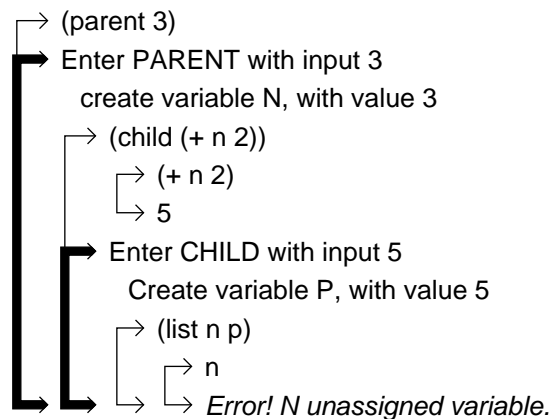 (parent 3)
Enter PARENT with input 3
create variable N, with value 3
(child (+ n 2))
(+ n 2)
5
Enter CHILD with input 5
Create variable P, with value 5
(list n p)
n
Error! N unassigned variable.